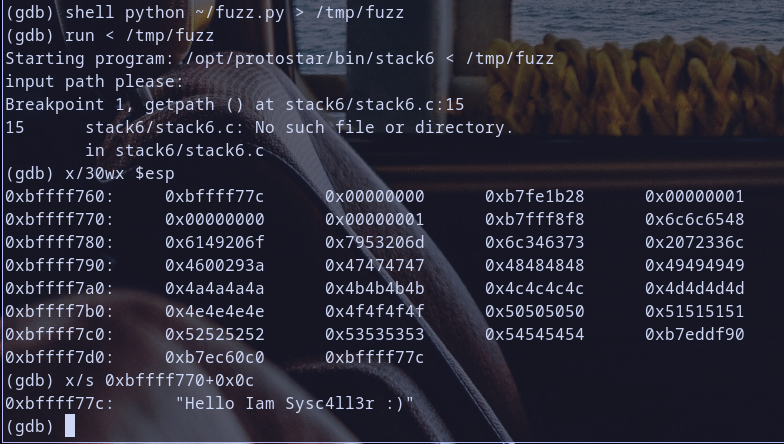 (gdb) shell python ~/fuzz.py > /tmp/fuzz
(gdb) run < /tmp/fuzz
Starting program: /opt/protostar/bin/stack6 < /tmp/fuzz
input path please:
Breakpoint 1, getpath () at stack6/stack6.c:15
15      stack6/stack6.c: No such file or directory.
        in stack6/stack6.c
(gdb) x/30wx $esp
0xbffff760:     0xbffff77c      0x00000000      0xb7fe1b28      0x00000001
0xbffff770:     0x00000000      0x00000001      0xb7fff8f8      0x6c6c6548
0xbffff780:     0x6149206f      0x7953206d      0x6c346373      0x2072336c
0xbffff790:     0x4600293a      0x47474747      0x48484848      0x49494949
0xbffff7a0:     0x4a4a4a4a      0x4b4b4b4b      0x4c4c4c4c      0x4d4d4d4d
0xbffff7b0:     0x4e4e4e4e      0x4f4f4f4f      0x50505050      0x51515151
0xbffff7c0:     0x52525252      0x53535353      0x54545454      0xb7eddf90
0xbffff7d0:     0xb7ec60c0      0xbffff77c
(gdb) x/s 0xbffff770+0x0c
0xbffff77c:      "Hello Iam Sysc4ll3r :)"
(gdb)